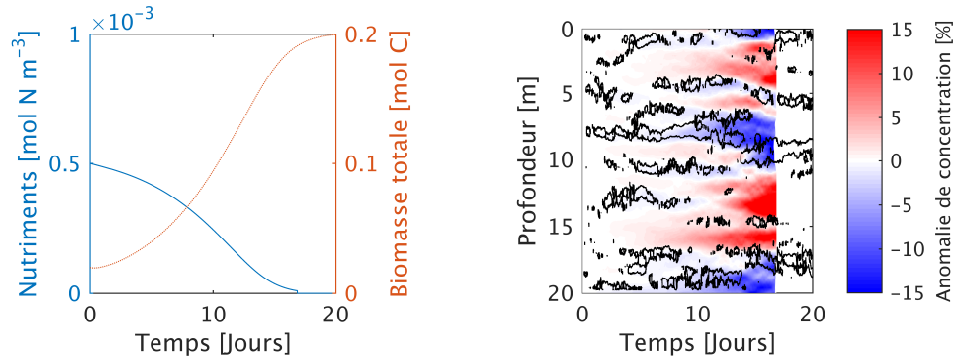 ×10⁻³
1
0.5
0
Nutriments [mol N m⁻³]
0.2
0.1
0
Biomasse totale [mol C]
0 10 20
Temps [Jours]
0
5
10
15
20
Profondeur [m]
0 10 20
Temps [Jours]
15
10
5
0
−5
−10
−15
Anomalie de concentration [%]